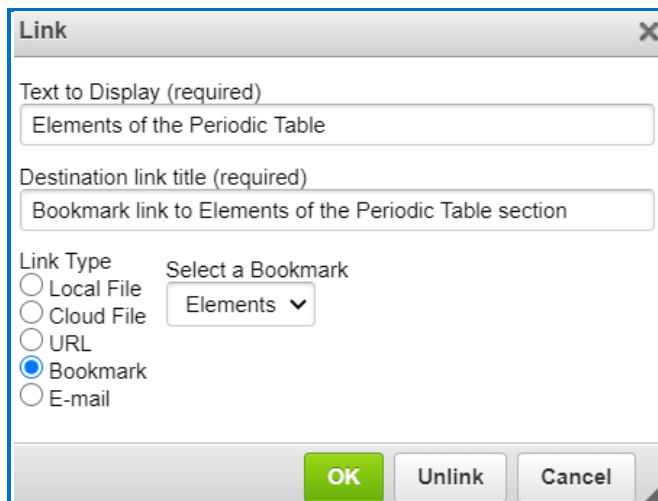 Link
Text to Display (required)
Elements of the Periodic Table
Destination link title (required)
Bookmark link to Elements of the Periodic Table section
Link Type
Local File
Cloud File
URL
Bookmark
E-mail
Select a Bookmark
Elements
OK
Unlink
Cancel